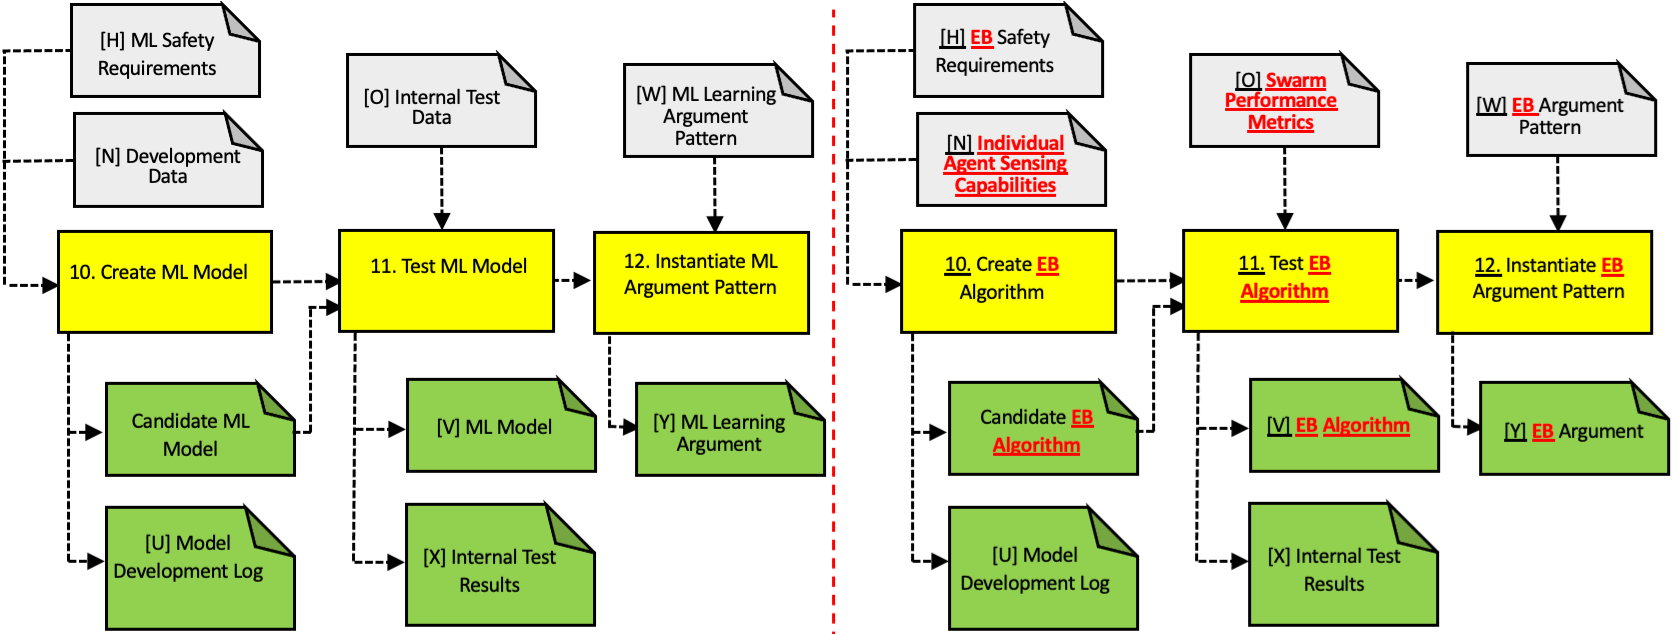 [H] ML Safety
Requirements
[N] Development
Data
[O] Internal Test
Data
[W] ML Learning
Argument
Pattern
10. Create ML Model
11. Test ML Model
12. Instantiate ML
Argument Pattern
Candidate ML
Model
[V] ML Model
[Y] ML Learning
Argument
[U] Model
Development Log
[X] Internal Test
Results
[H] EB Safety
Requirements
[N] Individual
Agent Sensing
Capabilities
[O] Swarm
Performance
Metrics
[W] EB Argument
Pattern
10. Create EB
Algorithm
11. Test EB
Algorithm
12. Instantiate EB
Argument Pattern
Candidate EB
Algorithm
[V] EB Algorithm
[Y] EB Argument
[U] Model
Development Log
[X] Internal Test
Results